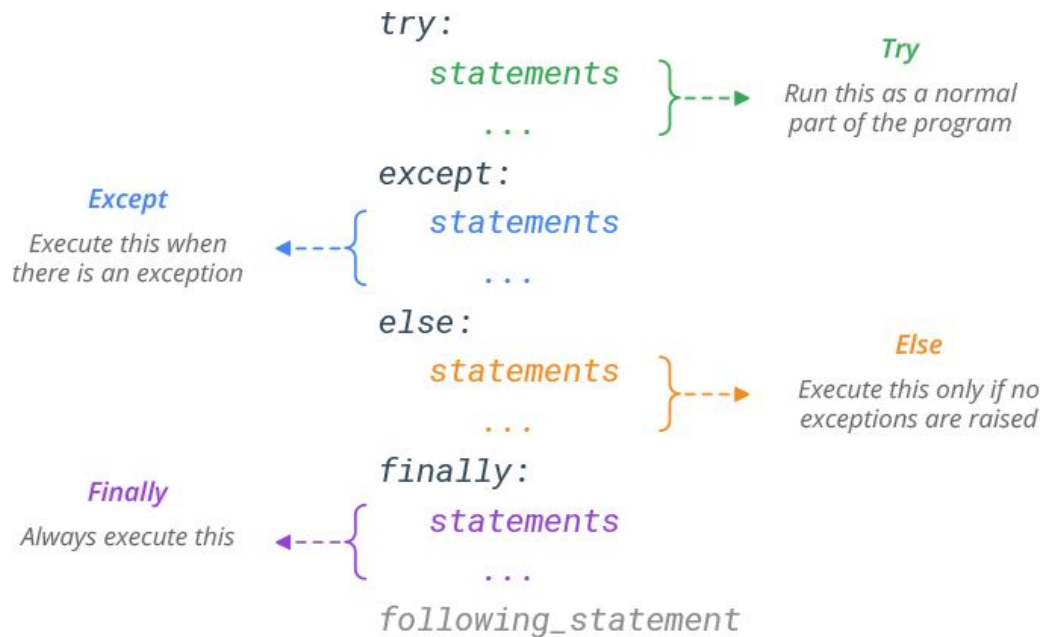 try:
statements
...
Try
Run this as a normal
part of the program
except:
Except
Execute this when
there is an exception
statements
...
else:
statements
...
Else
Execute this only if no
exceptions are raised
finally:
Finally
Always execute this
statements
...
following_statement